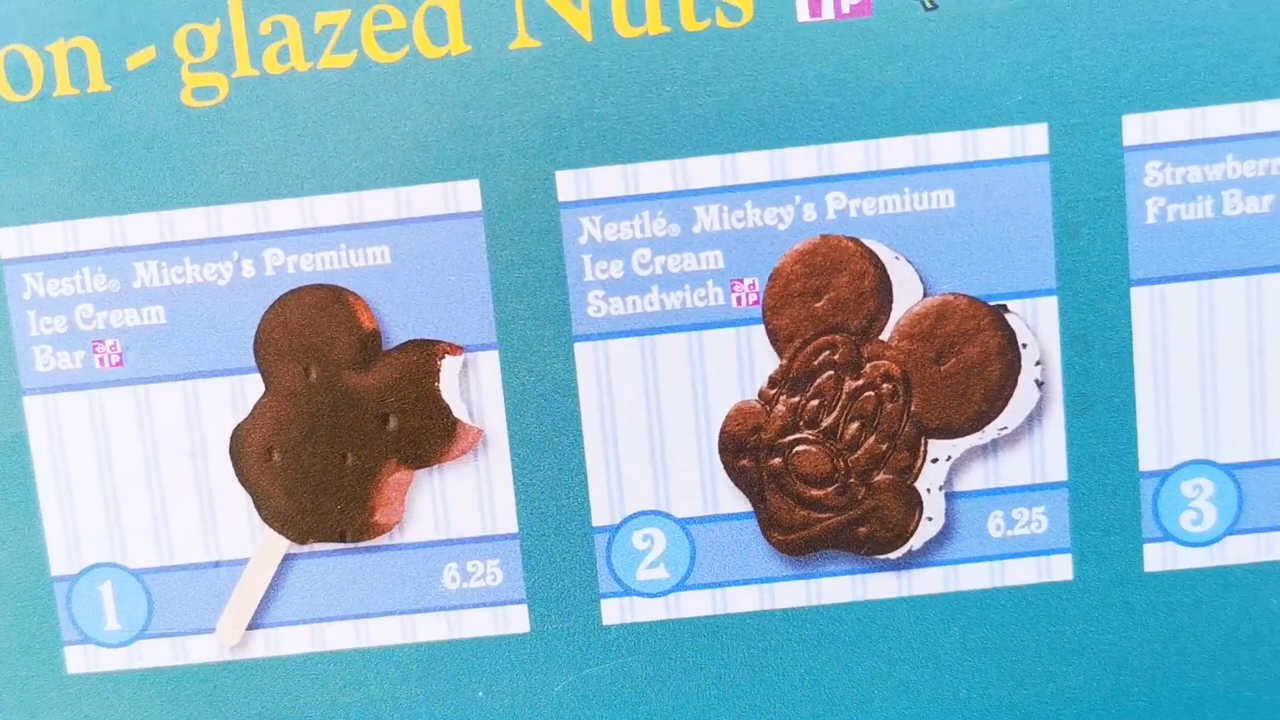 on-glazed Nuts
Nestlé® Mickey's Premium
Ice Cream
Bar
1
6.25
Nestlé® Mickey's Premium
Ice Cream
Sandwich
2
6.25
Fruit Bar
3